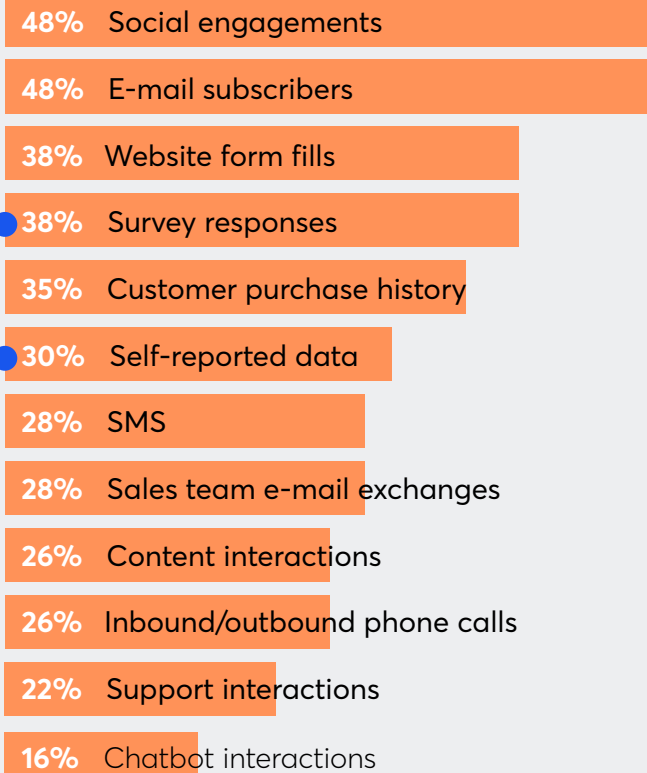 48% Social engagements
48% E-mail subscribers
38% Website form fills
38% Survey responses
35% Customer purchase history
30% Self-reported data
28% SMS
28% Sales team e-mail exchanges
26% Content interactions
26% Inbound/outbound phone calls
22% Support interactions
16% Chatbot interactions